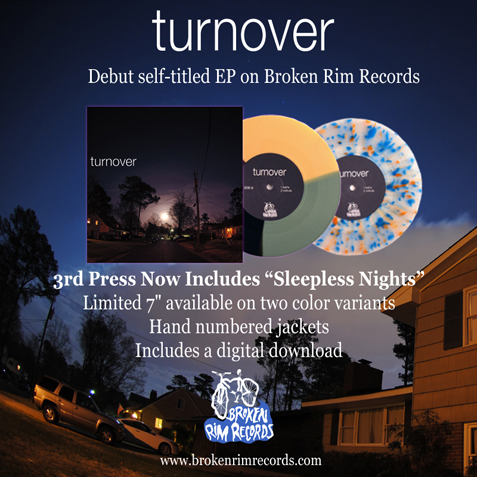 turnover
Debut self-titled EP on Broken Rim Records
turnover
turnover
turnover
3rd Press Now Includes “Sleepless Nights”
Limited 7" available on two color variants
Hand numbered jackets
Includes a digital download
BROKEN
RIM RECORDS
www.brokenrimrecords.com